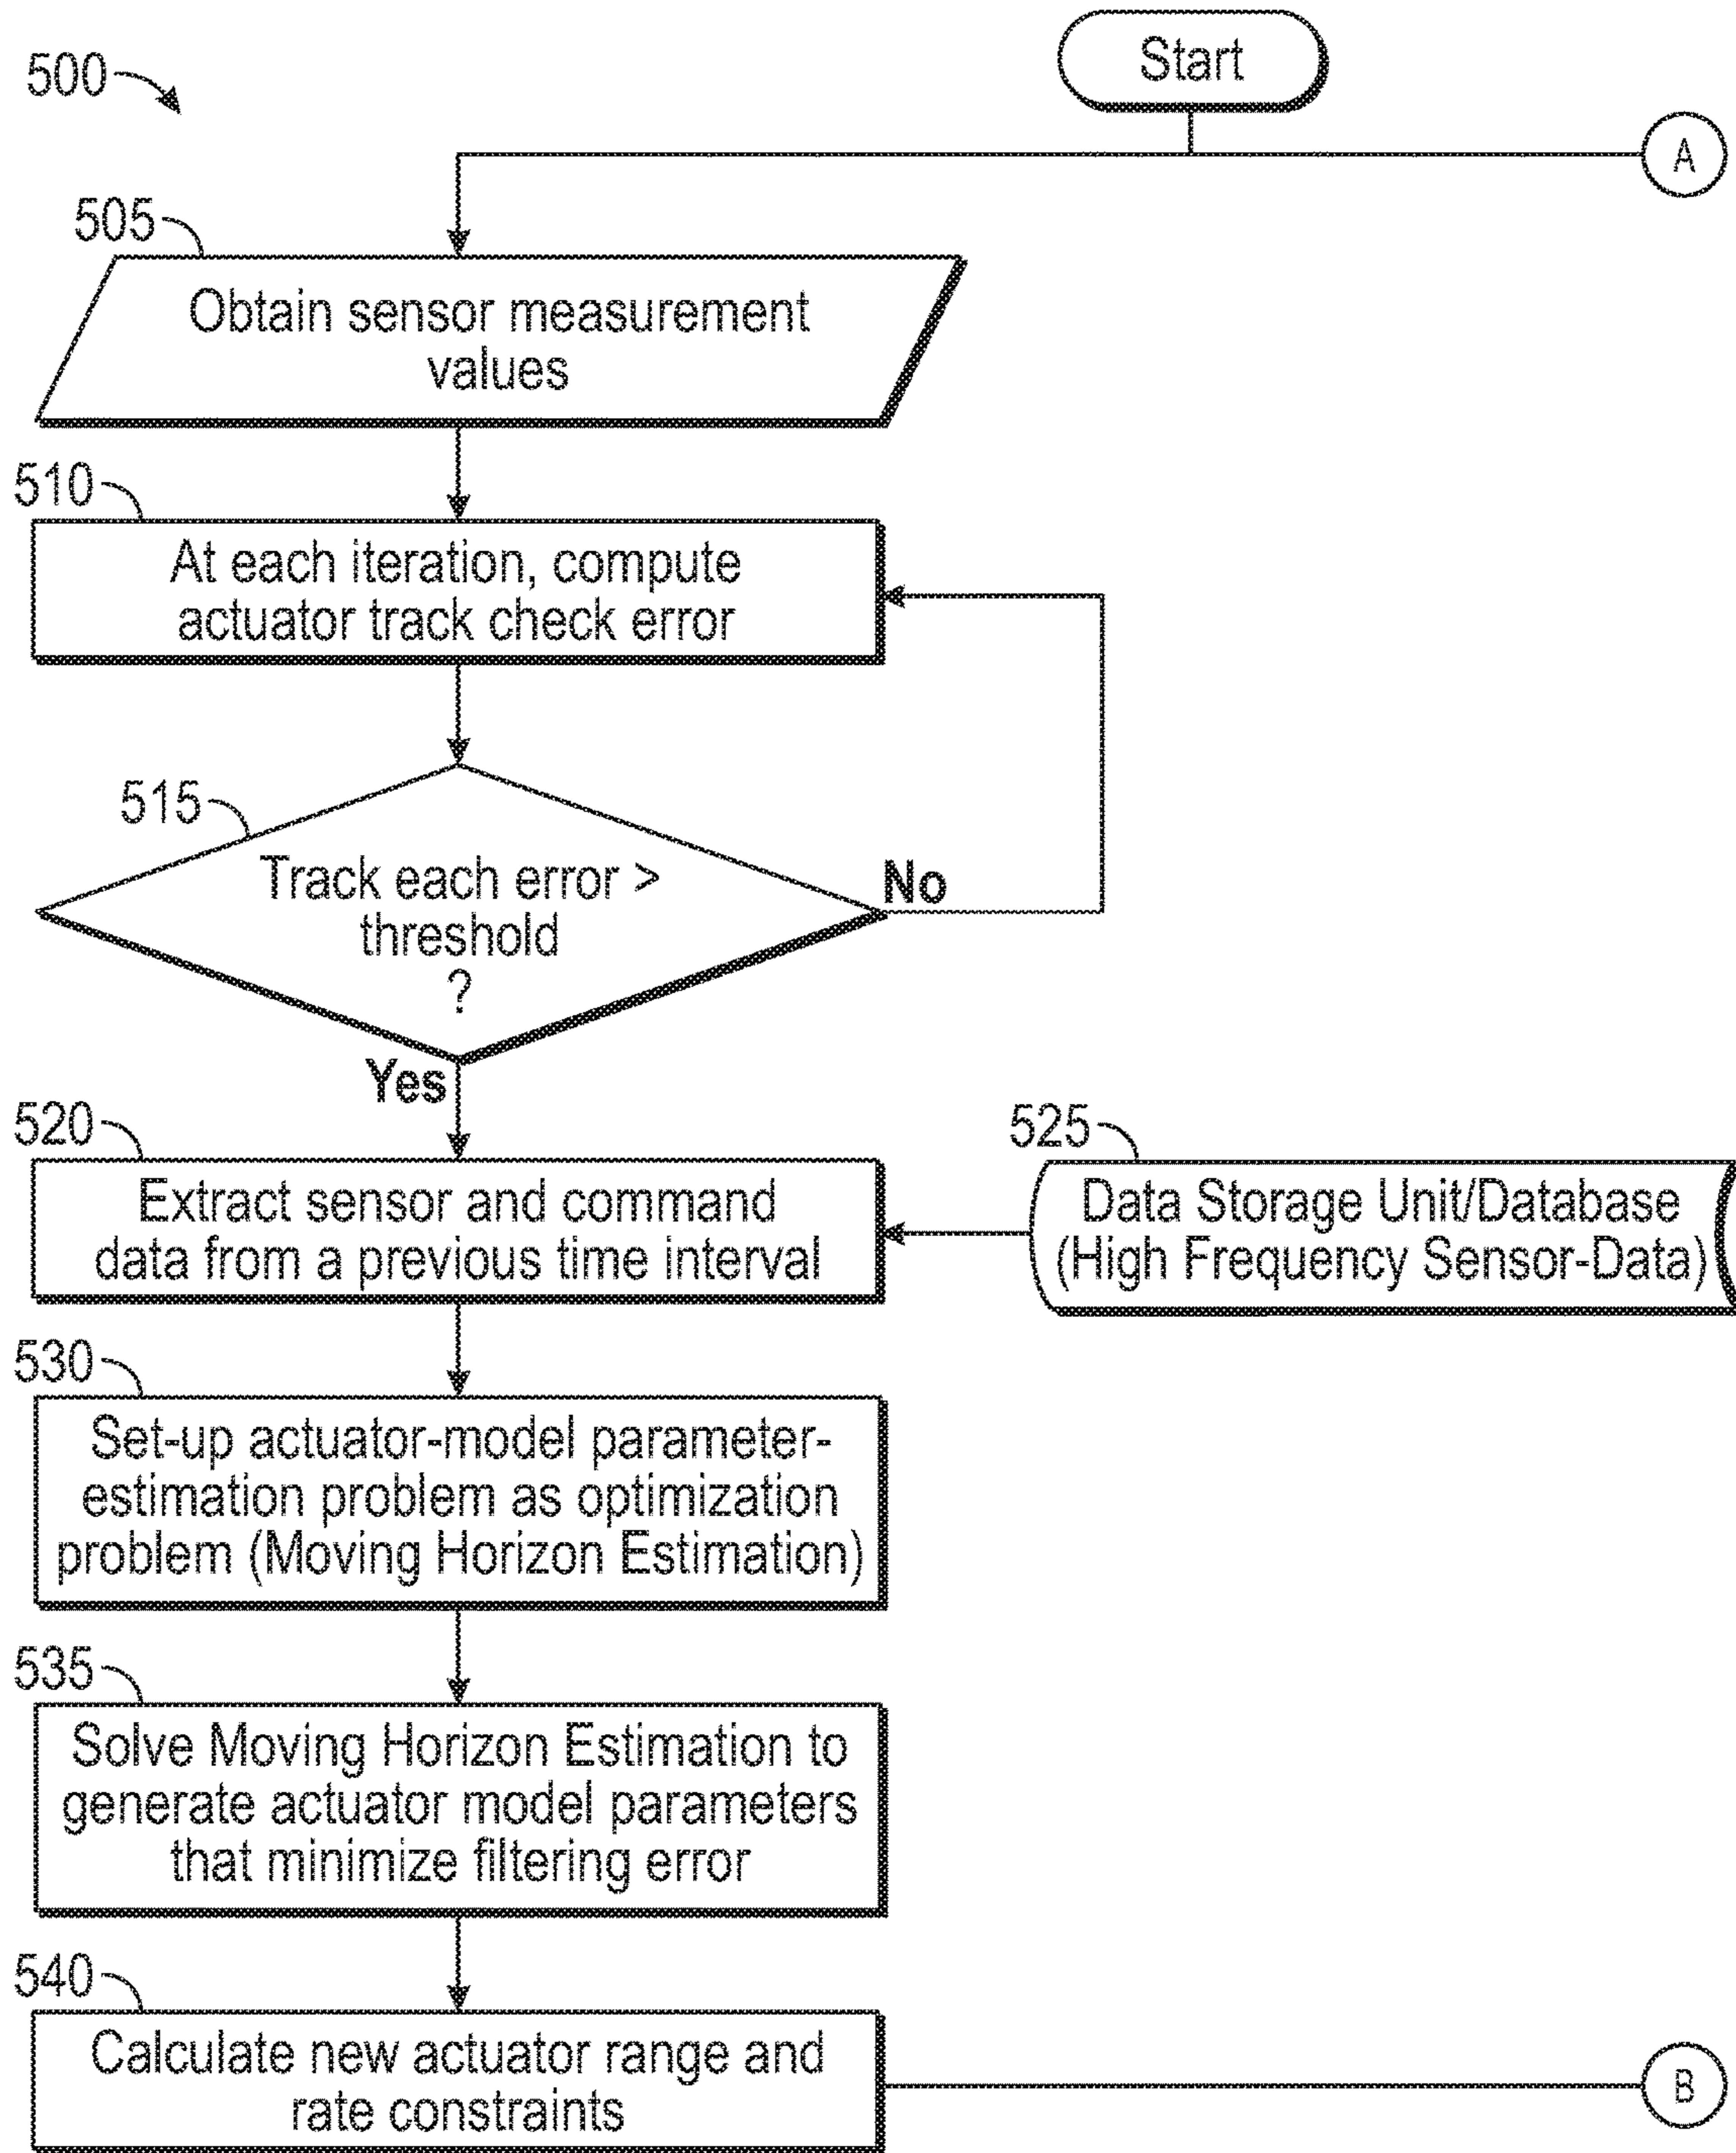 500
Start
A
505
Obtain sensor measurement
values
510
At each iteration, compute
actuator track check error
515
Track each error >
threshold
?
No
Yes
520
Extract sensor and command
data from a previous time interval
525
Data Storage Unit/Database
(High Frequency Sensor-Data)
530
Set-up actuator-model parameter-
estimation problem as optimization
problem (Moving Horizon Estimation)
535
Solve Moving Horizon Estimation to
generate actuator model parameters
that minimize filtering error
540
Calculate new actuator range and
rate constraints
B